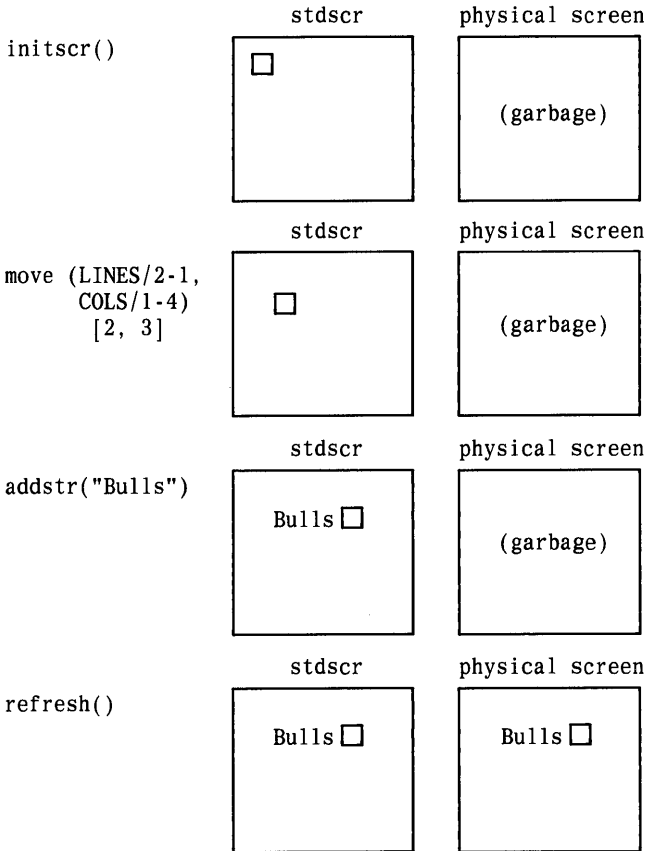 stdscr physical screen
initscr()
(garbage)
stdscr physical screen
move (LINES/2-1,
COLS/1-4)
[2, 3]
(garbage)
stdscr physical screen
addstr("Bulls")
Bulls
(garbage)
stdscr physical screen
refresh()
Bulls Bulls